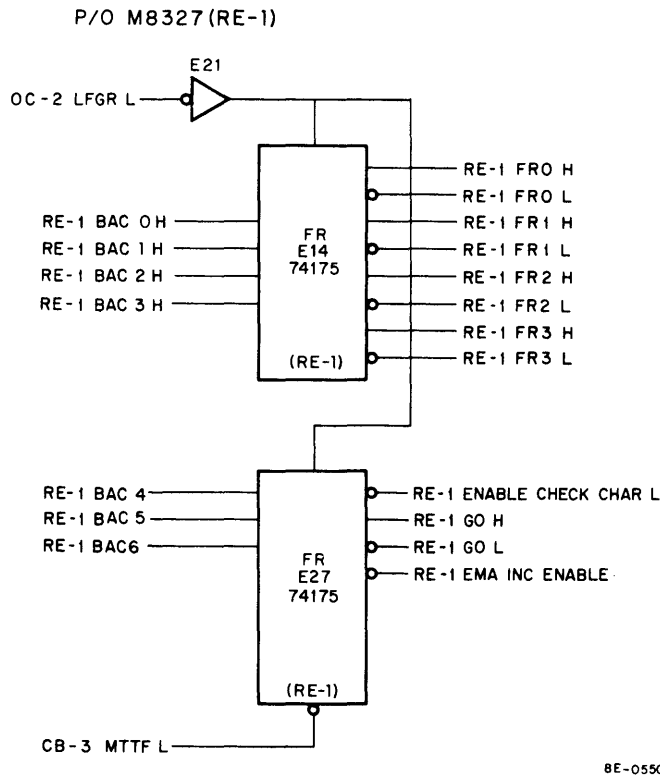 P/O M8327(RE-1)
E21
OC-2 LFGR L
RE-1 FR0 H
RE-1 FR0 L
RE-1 BAC 0H
RE-1 FR1 H
RE-1 BAC 1 H
RE-1 FR1 L
RE-1 BAC 2 H
RE-1 FR2 H
RE-1 BAC 3 H
RE-1 FR2 L
RE-1 FR3 H
RE-1 FR3 L
FR
E14
74175
(RE-1)
RE-1 BAC 4
RE-1 ENABLE CHECK CHAR L
RE-1 BAC 5
RE-1 GO H
RE-1 BAC6
RE-1 GO L
RE-1 EMA INC ENABLE
FR
E27
74175
(RE-1)
CB-3 MTTF L